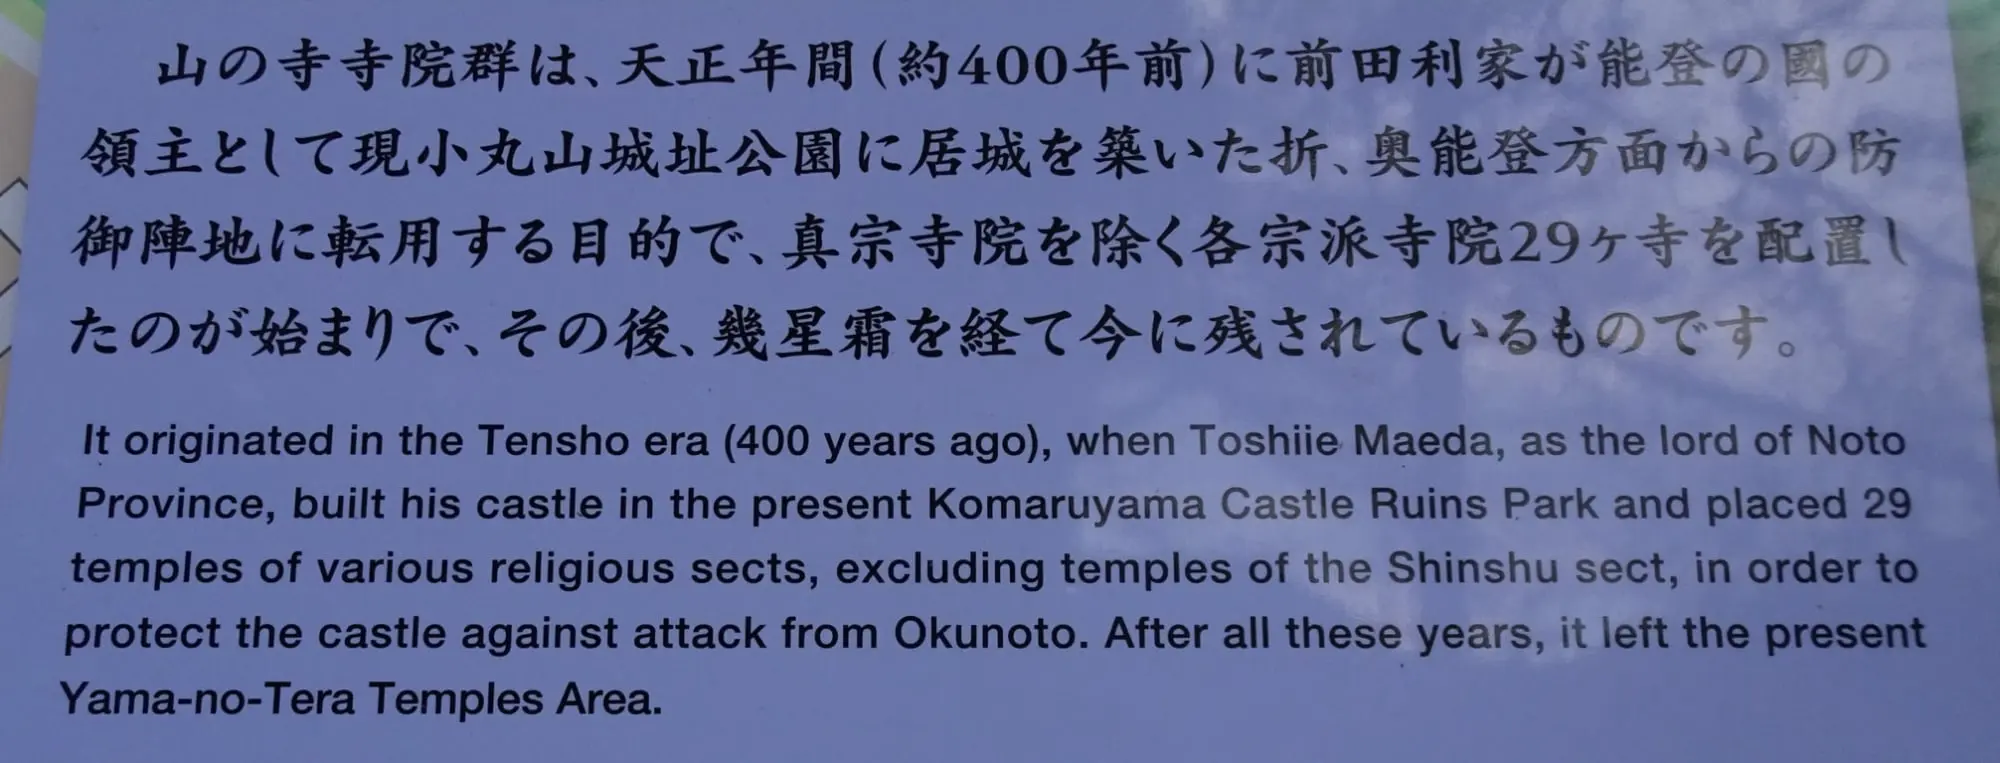 山の寺寺院群は、天正年間(約400年前)に前田利家が能登の國の
領主として現小丸山城址公園に居城を築いた折、奥能登方面からの防
御陣地に転用する目的で、真宗寺院を除く各宗派寺院29ヶ寺を配置し
たのが始まりで、その後、幾星霜を経て今に残されているものです。
It originated in the Tensho era (400 years ago), when Toshiie Maeda, as the lord of Noto
Province, built his castle in the present Komaruyama Castle Ruins Park and placed 29
temples of various religious sects, excluding temples of the Shinshu sect, in order to
protect the castle against attack from Okunoto. After all these years, it left the present
Yama-no-Tera Temples Area.